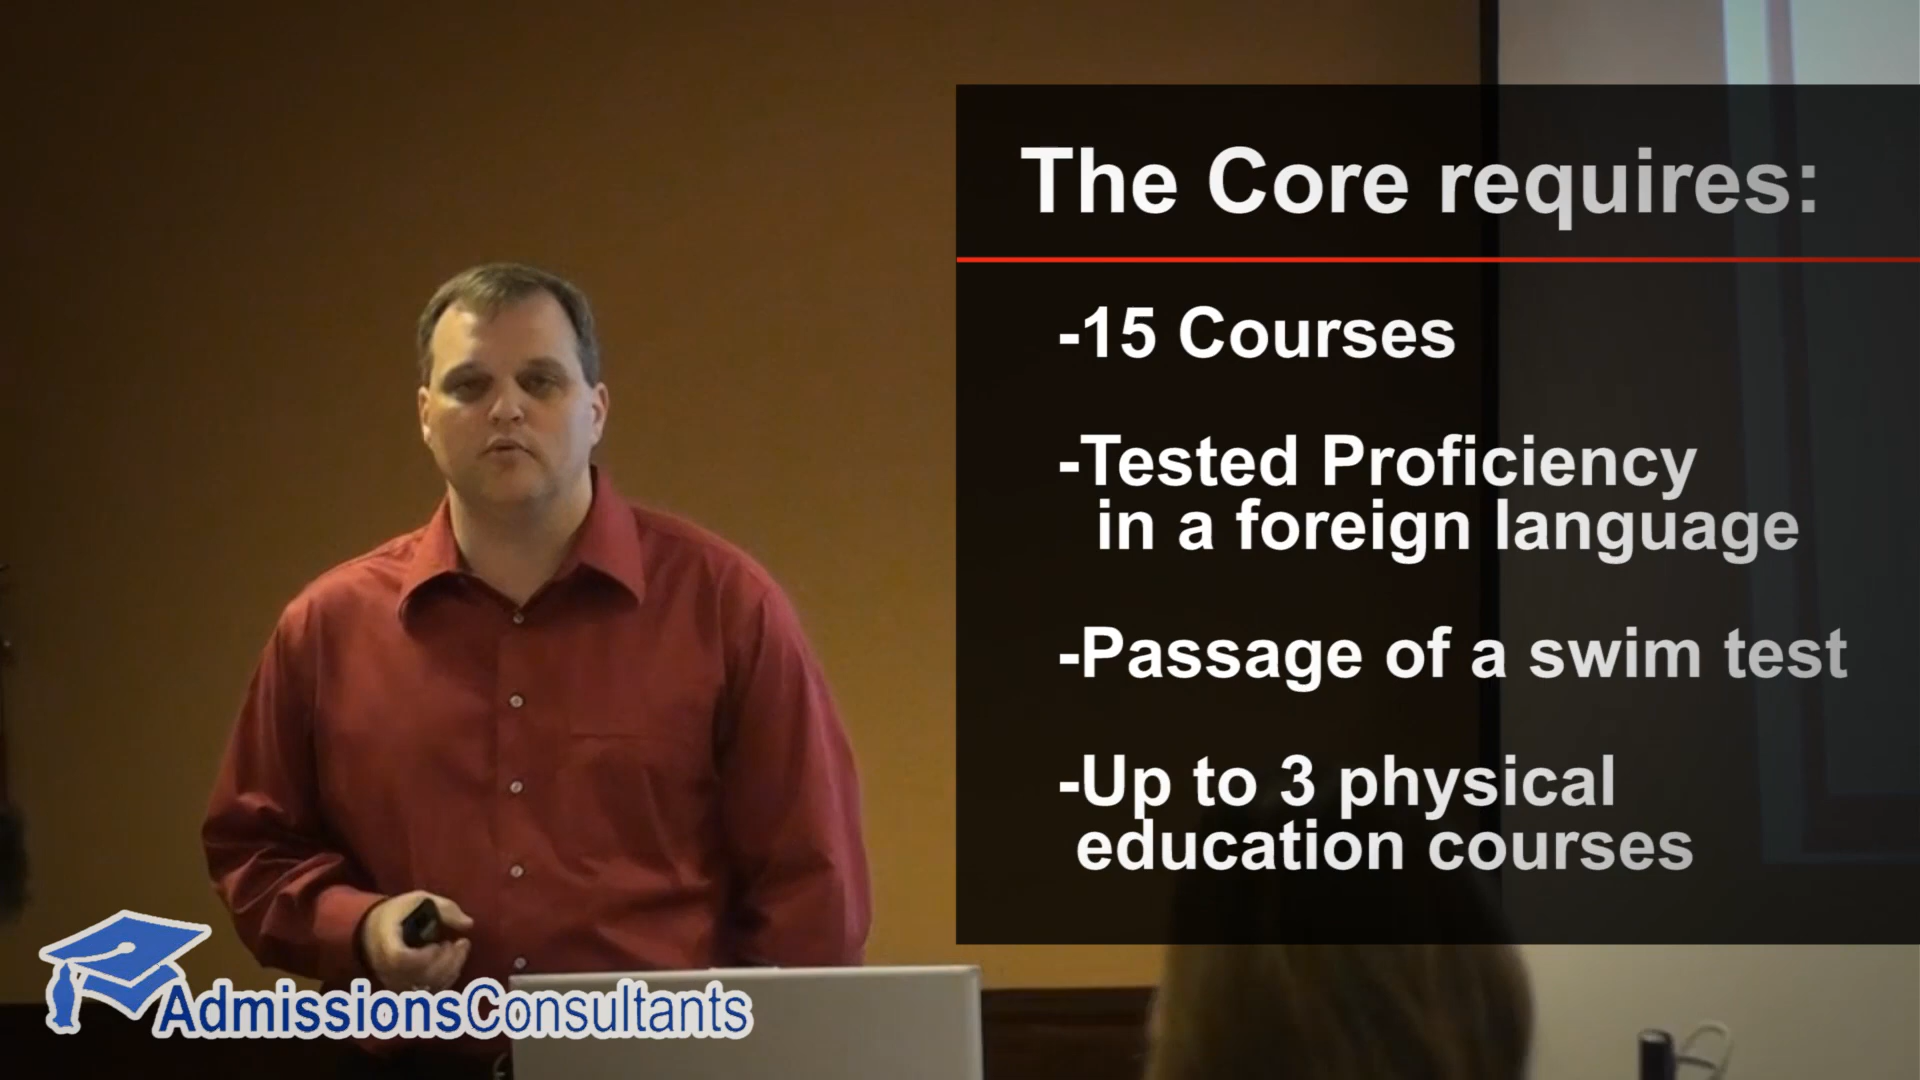 The Core requires:
-15 Courses
-Tested Proficiency
in a foreign language
-Passage of a swim test
-Up to 3 physical
education courses
AdmissionsConsultants